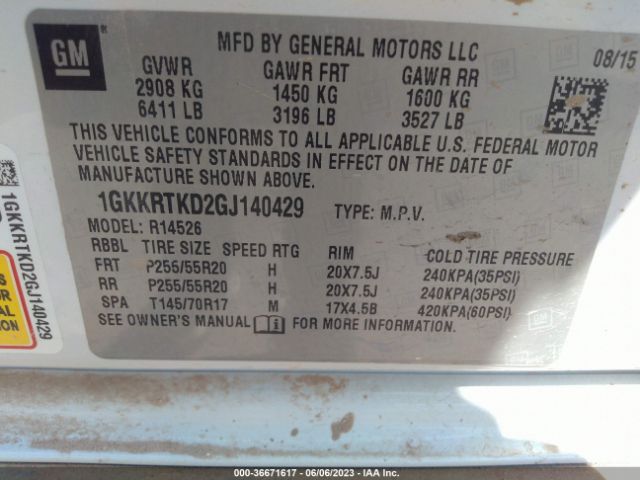 GM
MFD BY GENERAL MOTORS LLC
08/15
GVWR GAWR FRT GAWR RR
2908 KG 1450 KG 1600 KG
6411 LB 3196 LB 3527 LB
THIS VEHICLE CONFORMS TO ALL APPLICABLE U.S. FEDERAL MOTOR
VEHICLE SAFETY STANDARDS IN EFFECT ON THE DATE OF
MANUFACTURE SHOWN ABOVE.
1GKKRTKD2GJ140429 TYPE: M.P.V.
MODEL: R14526
RBBL TIRE SIZE SPEED RTG RIM COLD TIRE PRESSURE
FRT P255/55R20 H 20X7.5J 240KPA(35PSI)
RR P255/55R20 H 20X7.5J 240KPA(35PSI)
SPA T145/70R17 M 17X4.5B 420KPA(60PSI)
SEE OWNER'S MANUAL FOR MORE INFORMATION.
1GKKRTKD2GJ140429
000-36671617 - 06/06/2023 - IAA Inc.